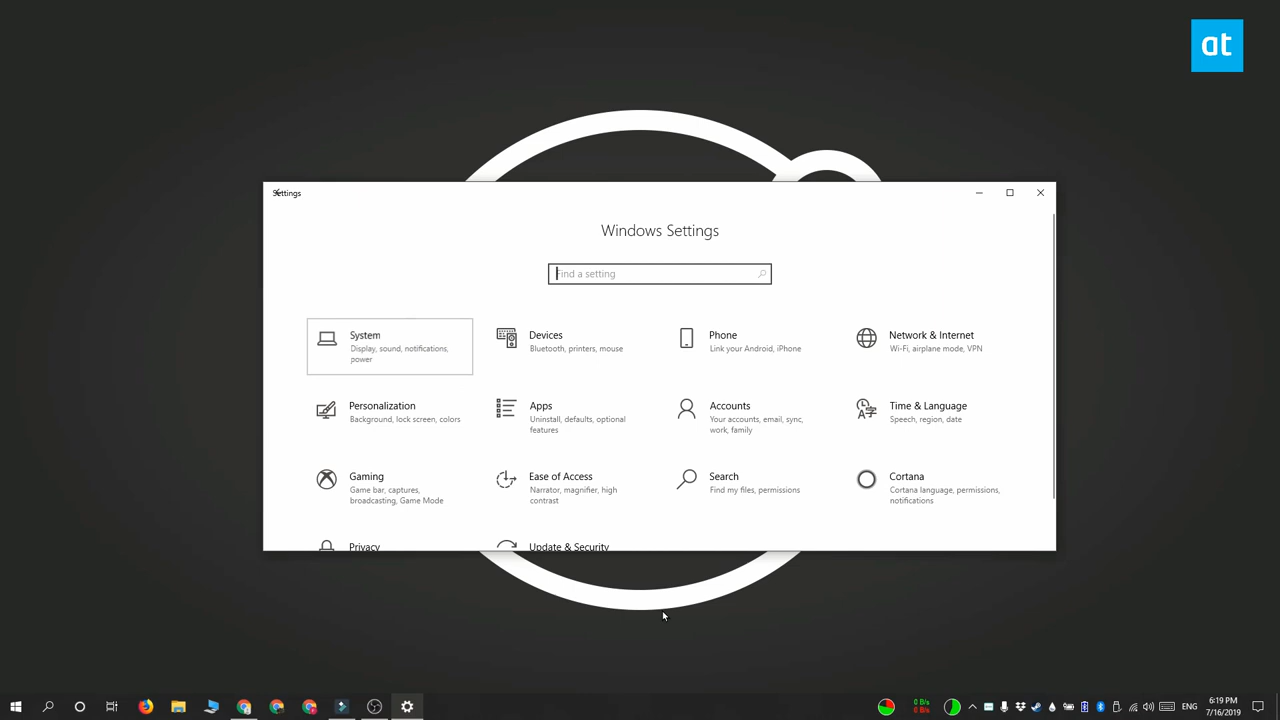 at
Settings
Windows Settings
Find a setting
System
Display, sound, notifications,
power
Devices
Bluetooth, printers, mouse
Phone
Link your Android, iPhone
Network & Internet
Wi-Fi, airplane mode, VPN
Personalization
Background, lock screen, colors
Apps
Uninstall, defaults, optional
features
Accounts
Your accounts, email, sync,
work, family
Time & Language
Speech, region, date
Gaming
Game bar, captures,
broadcasting, Game Mode
Ease of Access
Narrator, magnifier, high
contrast
Search
Find my files, permissions
Cortana
Cortana language, permissions,
notifications
Privacy
Update & Security
0 B/s
0 B/s
ENG
6:19 PM
7/16/2019